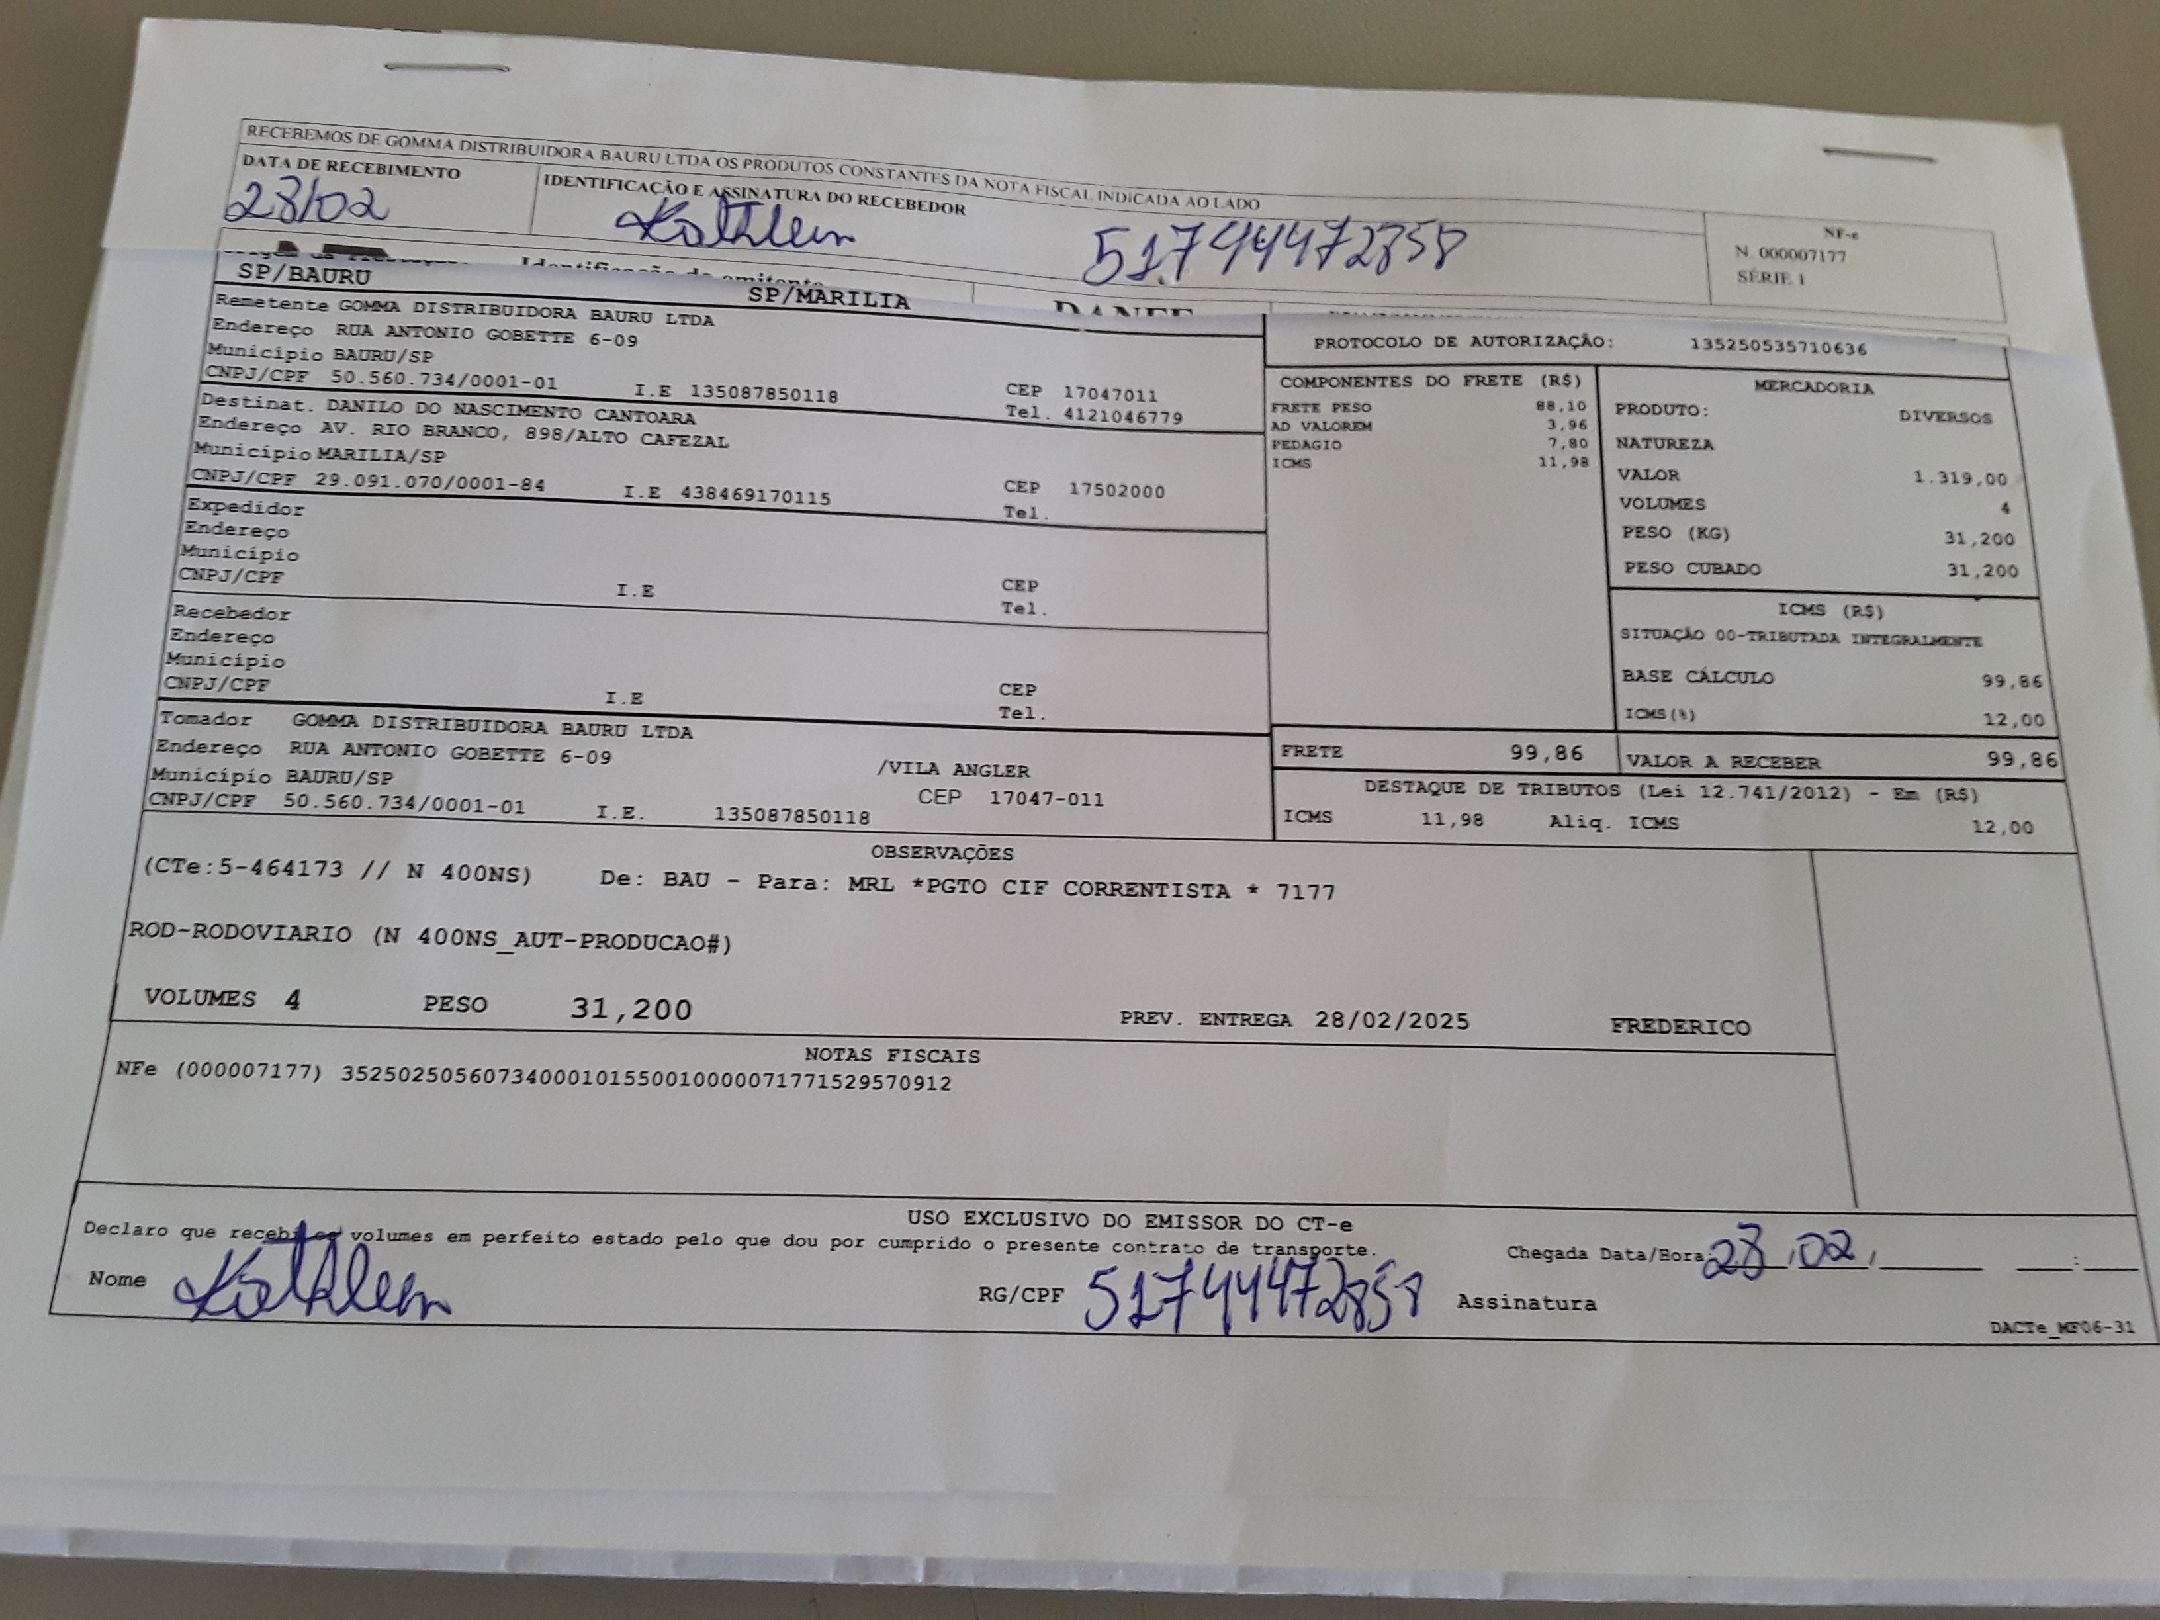 RECEBEMOS DE GOMMA DISTRIBUIDORA BAURU LTDA OS PRODUTOS CONSTANTES DA NOTA FISCAL INDICADA AO LADO
DATA DE RECEBIMENTO
28/02
IDENTIFICAÇÃO E ASSINATURA DO RECEBEDOR
Kathlem 51744472858
NF-e
N. 000007177
SÉRIE 1
Identificação do emitente
DANFE
SP/BAURU SP/MARILIA
Remetente GOMMA DISTRIBUIDORA BAURU LTDA
Endereço RUA ANTONIO GOBETTE 6-09
Município BAURU/SP CEP 17047011
CNPJ/CPF 50.560.734/0001-01 I.E 135087850118 Tel. 4121046779
Destinat. DANILO DO NASCIMENTO CANTOARA
Endereço AV. RIO BRANCO, 898/ALTO CAFEZAL
Município MARILIA/SP CEP 17502000
CNPJ/CPF 29.091.070/0001-84 I.E 438469170115 Tel.
Expedidor
Endereço
Município CEP
CNPJ/CPF I.E Tel.
Recebedor
Endereço
Município CEP
CNPJ/CPF I.E Tel.
Tomador GOMMA DISTRIBUIDORA BAURU LTDA
Endereço RUA ANTONIO GOBETTE 6-09 /VILA ANGLER
Município BAURU/SP CEP 17047-011
CNPJ/CPF 50.560.734/0001-01 I.E. 135087850118
PROTOCOLO DE AUTORIZAÇÃO: 135250535710636
COMPONENTES DO FRETE (R$)
FRETE PESO 88,10
AD VALOREM 3,96
PEDAGIO 7,80
ICMS 11,98
MERCADORIA
PRODUTO: DIVERSOS
NATUREZA
VALOR 1.319,00
VOLUMES 4
PESO (KG) 31,200
PESO CUBADO 31,200
ICMS (R$)
SITUAÇÃO 00-TRIBUTADA INTEGRALMENTE
BASE CÁLCULO 99,86
ICMS(%) 12,00
FRETE 99,86 VALOR A RECEBER 99,86
DESTAQUE DE TRIBUTOS (Lei 12.741/2012) - Em (R$)
ICMS 11,98 Aliq. ICMS 12,00
OBSERVAÇÕES
(CTe:5-464173 // N 400NS) De: BAU - Para: MRL *PGTO CIF CORRENTISTA * 7177
ROD-RODOVIARIO (N 400NS_AUT-PRODUCAO#)
VOLUMES 4 PESO 31,200 PREV. ENTREGA 28/02/2025 FREDERICO
NOTAS FISCAIS
NFe (000007177) 35250250560734000101550010000071771529570912
USO EXCLUSIVO DO EMISSOR DO CT-e
Declaro que recebi os volumes em perfeito estado pelo que dou por cumprido o presente contrato de transporte.
Chegada Data/Hora 28/02/ :
Nome Kathlem RG/CPF 51744472858 Assinatura
DACTe_MF06-31